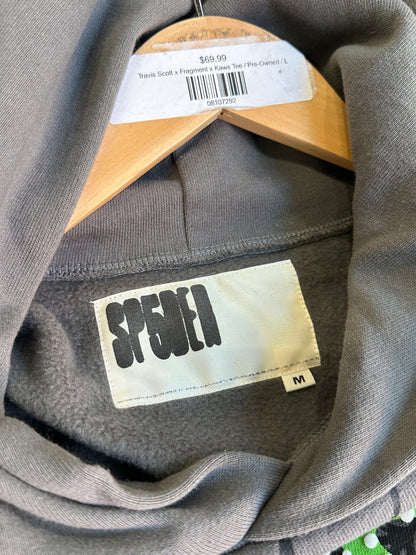 $69.99
Travis Scott x Fragment x Kaws Tee / Pre-Owned / L
08107292
SP5DER
M